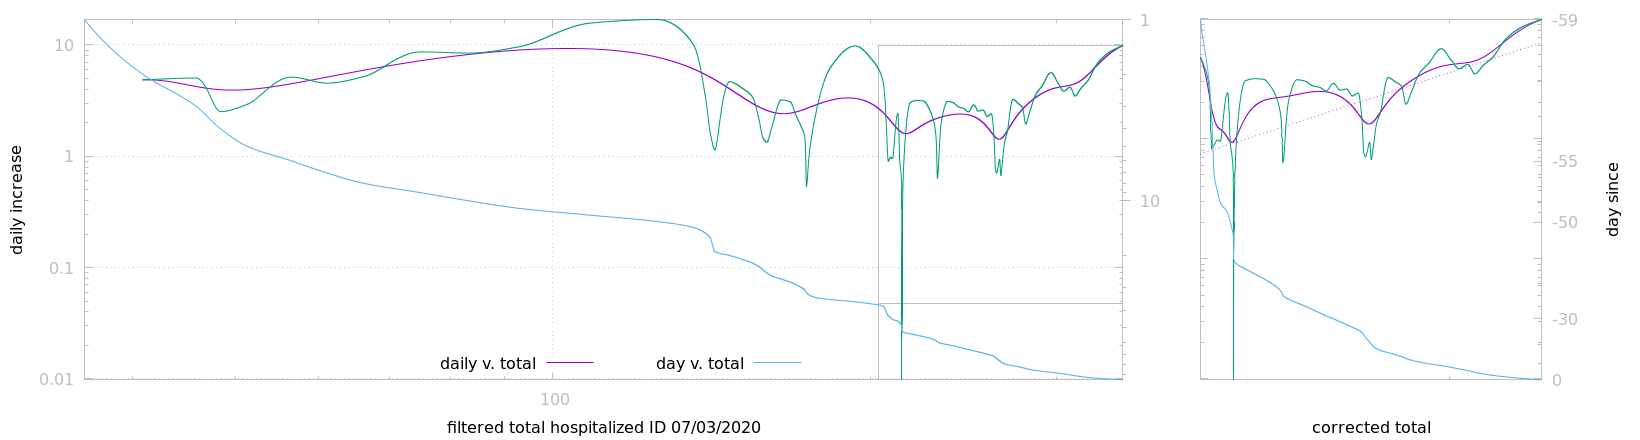 10
1
0.1
0.01
daily increase
daily v. total
day v. total
100
filtered total hospitalized ID 07/03/2020
1
10
-59
-55
-50
-30
0
day since
corrected total